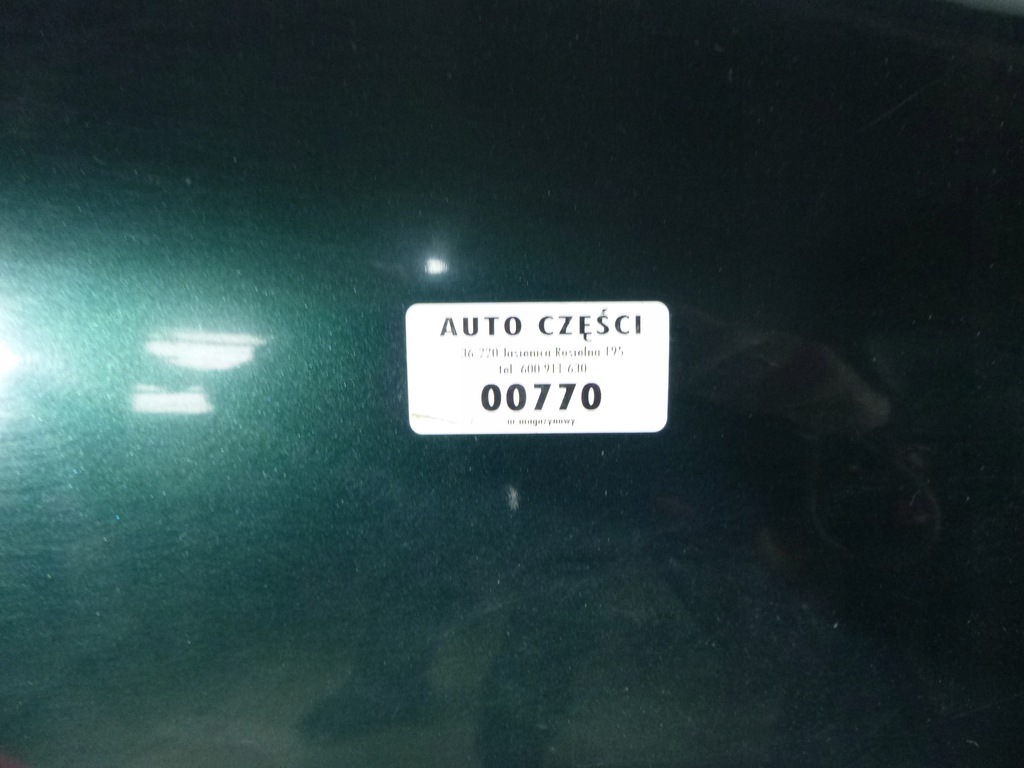 AUTO CZĘŚCI
36-220 Jasionica Rosielna 195
tel. 600 911 630
00770
nr magazynowy